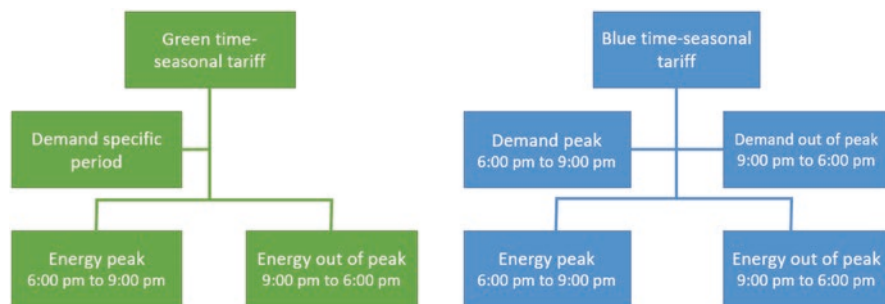 Green time-
seasonal tariff
Demand specific
period
Energy peak
6:00 pm to 9:00 pm
Energy out of peak
9:00 pm to 6:00 pm
Blue time-seasonal
tariff
Demand peak
6:00 pm to 9:00 pm
Demand out of peak
9:00 pm to 6:00 pm
Energy peak
6:00 pm to 9:00 pm
Energy out of peak
9:00 pm to 6:00 pm